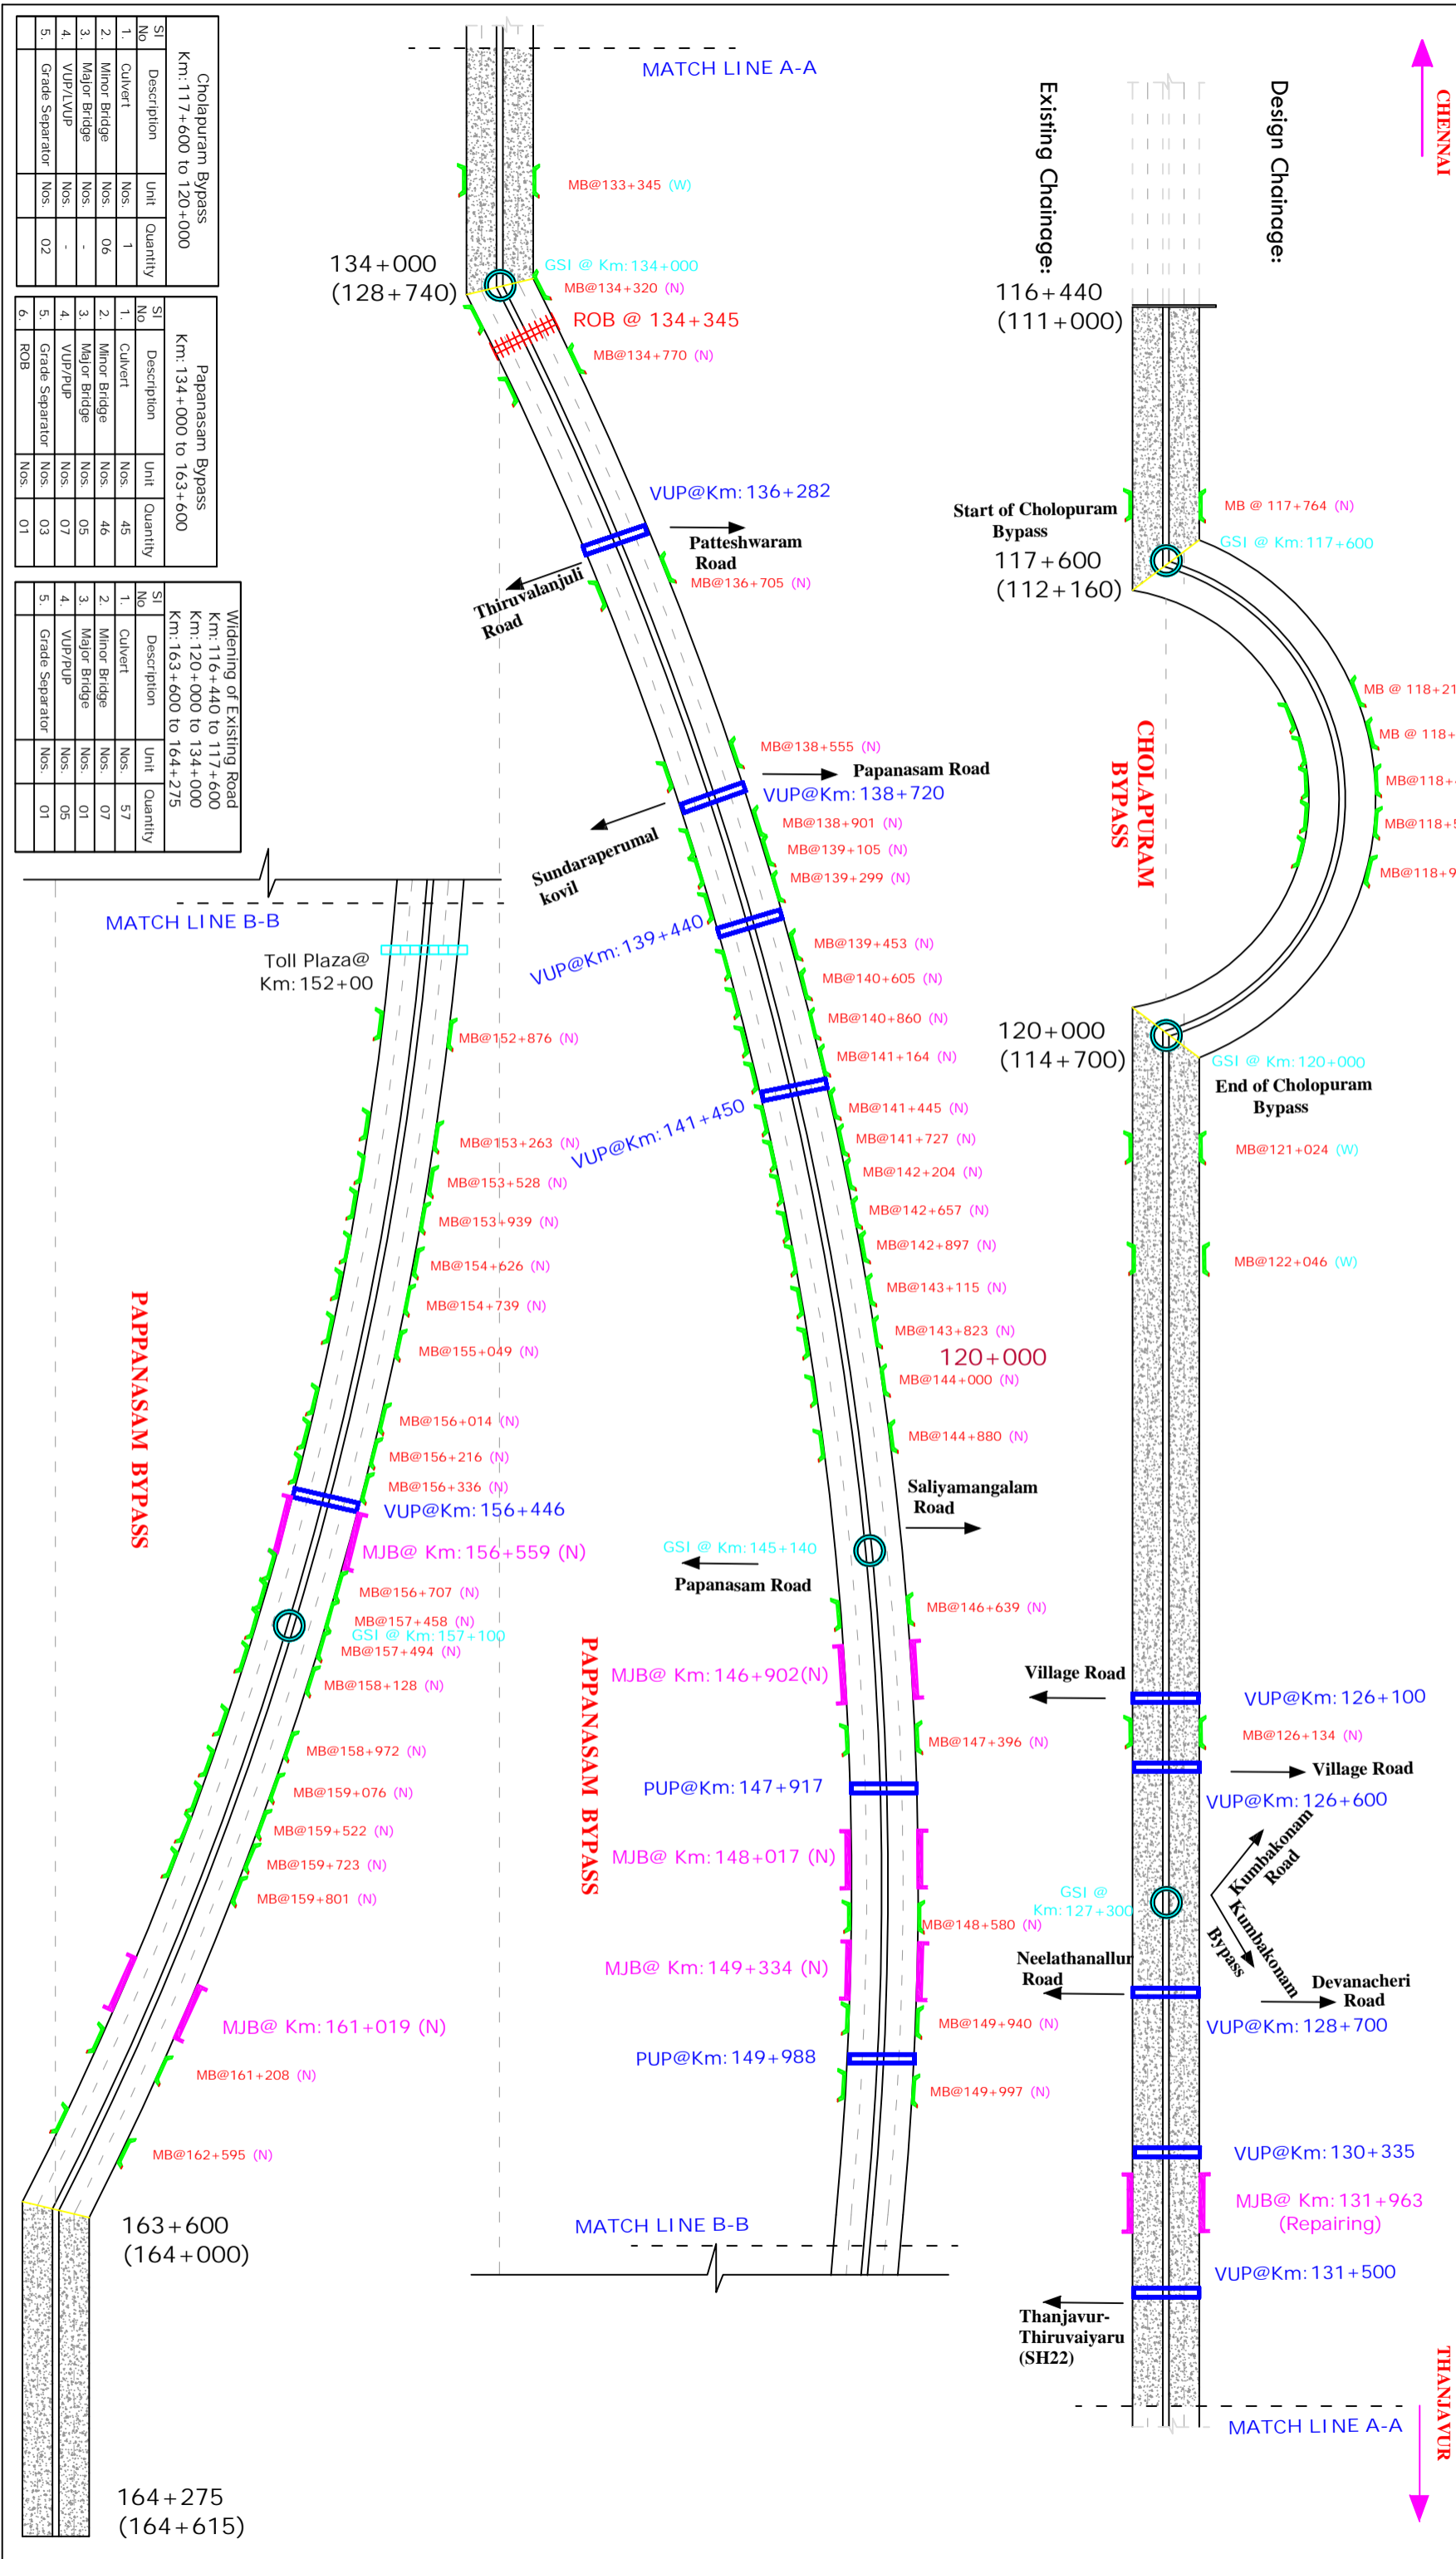 CHENNAI
Design Chainage:
Existing Chainage:
116+440
(111+000)
MB @ 117+764 (N)
Start of Cholopuram
Bypass
GSI @ Km:117+600
117+600
(112+160)
CHOLAPURAM
BYPASS
MB @ 118+21
MB @ 118+
MB@118+
MB@118+5
MB@118+9
120+000
(114+700)
GSI @ Km:120+000
End of Cholopuram
Bypass
MB@121+024 (W)
MB@122+046 (W)
Village Road
VUP@Km:126+100
MB@126+134 (N)
Village Road
VUP@Km:126+600
Kumbakonam
Road
GSI @
Km:127+300
Kumbakonam
Bypass
Neelathanallur
Road
Devanacheri
Road
VUP@Km:128+700
VUP@Km:130+335
MJB@ Km:131+963
(Repairing)
VUP@Km:131+500
Thanjavur-
Thiruvaiyaru
(SH22)
MATCH LINE A-A
THANJAVUR
MATCH LINE A-A
MB@133+345 (W)
134+000
(128+740)
GSI @ Km:134+000
MB@134+320 (N)
ROB @ 134+345
MB@134+770 (N)
VUP@Km:136+282
Patteshwaram
Road
Thiruvalanjuli
Road
MB@136+705 (N)
MB@138+555 (N)
Papanasam Road
VUP@Km:138+720
Sundaraperumal
kovil
MB@138+901 (N)
MB@139+105 (N)
MB@139+299 (N)
VUP@Km:139+440
MB@139+453 (N)
MB@140+605 (N)
MB@140+860 (N)
MB@141+164 (N)
VUP@Km:141+450
MB@141+445 (N)
MB@141+727 (N)
MB@142+204 (N)
MB@142+657 (N)
MB@142+897 (N)
MB@143+115 (N)
MB@143+823 (N)
120+000
MB@144+000 (N)
MB@144+880 (N)
Saliyamangalam
Road
GSI @ Km:145+140
Papanasam Road
MB@146+639 (N)
PAPPANASAM BYPASS
MJB@ Km:146+902(N)
MB@147+396 (N)
PUP@Km:147+917
MJB@ Km:148+017 (N)
MB@148+580 (N)
MJB@ Km:149+334 (N)
MB@149+940 (N)
PUP@Km:149+988
MB@149+997 (N)
MATCH LINE B-B
MATCH LINE B-B
Toll Plaza@
Km:152+00
MB@152+876 (N)
MB@153+263 (N)
MB@153+528 (N)
MB@153+939 (N)
MB@154+626 (N)
MB@154+739 (N)
MB@155+049 (N)
PAPPANASAM BYPASS
MB@156+014 (N)
MB@156+216 (N)
MB@156+336 (N)
VUP@Km:156+446
MJB@ Km:156+559 (N)
MB@156+707 (N)
MB@157+458 (N)
GSI @ Km:157+100
MB@157+494 (N)
MB@158+128 (N)
MB@158+972 (N)
MB@159+076 (N)
MB@159+522 (N)
MB@159+723 (N)
MB@159+801 (N)
MJB@ Km:161+019 (N)
MB@161+208 (N)
MB@162+595 (N)
163+600
(164+000)
164+275
(164+615)
Cholapuram Bypass
Km:117+600 to 120+000
Sl No Description Unit Quantity
1. Culvert Nos. 1
2. Minor Bridge Nos. 06
3. Major Bridge Nos. -
4. VUP/LVUP Nos. -
5. Grade Separator Nos. 02
Papanasam Bypass
Km:134+000 to 163+600
Sl No Description Unit Quantity
1. Culvert Nos. 45
2. Minor Bridge Nos. 46
3. Major Bridge Nos. 05
4. VUP/PUP Nos. 07
5. Grade Separator Nos. 03
6. ROB Nos. 01
Widening of Existing Road
Km:116+440 to 117+600
Km:120+000 to 134+000
Km:163+600 to 164+275
Sl No Description Unit Quantity
1. Culvert Nos. 57
2. Minor Bridge Nos. 07
3. Major Bridge Nos. 01
4. VUP/PUP Nos. 05
5. Grade Separator Nos. 01